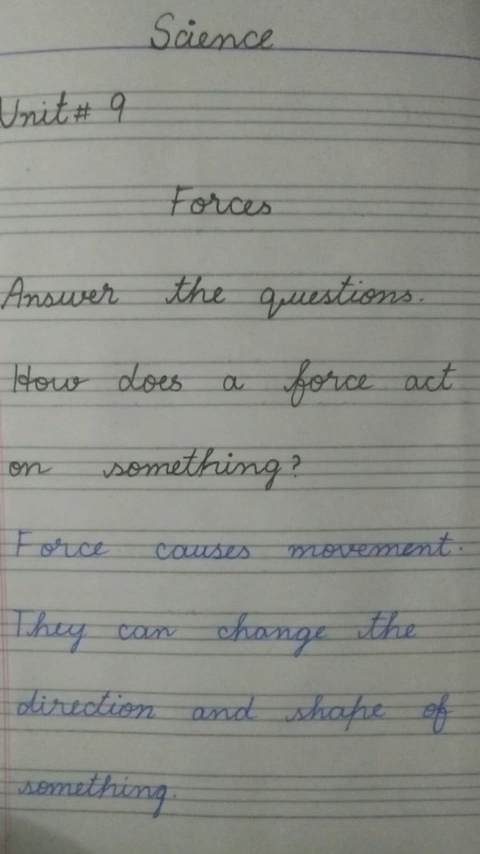 Science
Unit# 9
Forces
Answer the questions.
How does a force act
on something?
Force causes movement.
They can change the
direction and shape of
something.